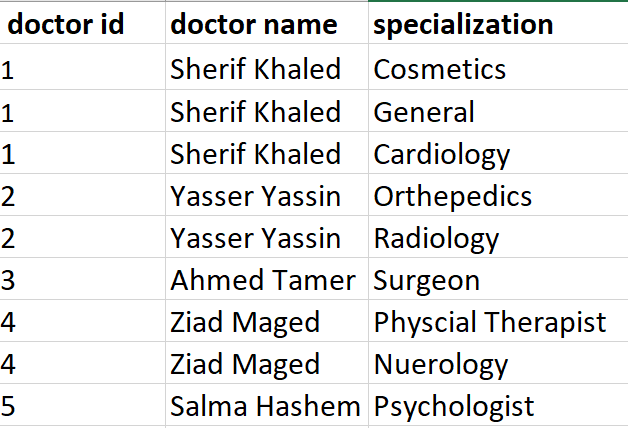 doctor id doctor name specialization
1 Sherif Khaled Cosmetics
1 Sherif Khaled General
1 Sherif Khaled Cardiology
2 Yasser Yassin Orthepedics
2 Yasser Yassin Radiology
3 Ahmed Tamer Surgeon
4 Ziad Maged Physcial Therapist
4 Ziad Maged Nuerology
5 Salma Hashem Psychologist